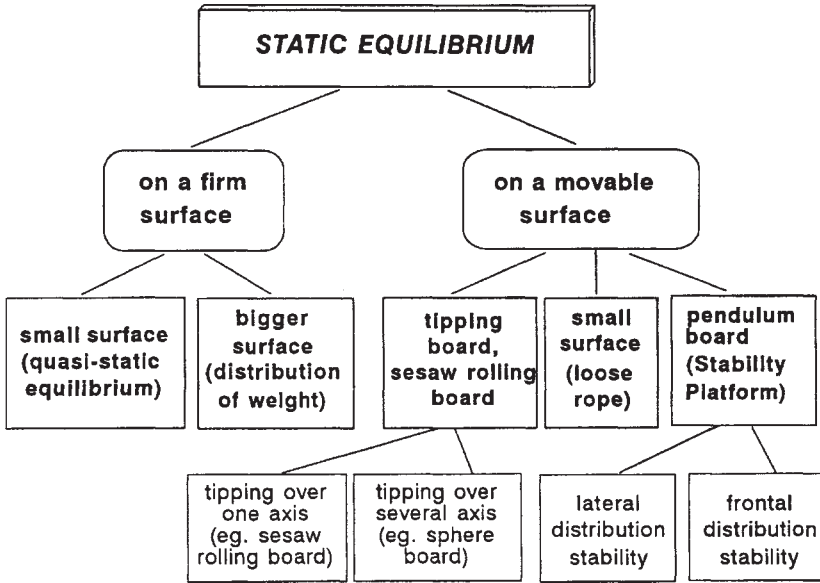 STATIC EQUILIBRIUM
on a firm
surface
on a movable
surface
small surface
(quasi-static
equilibrium)
bigger
surface
(distribution
of weight)
tipping
board,
sesaw rolling
board
small
surface
(loose
rope)
pendulum
board
(Stability
Platform)
tipping over
one axis
(eg. sesaw
rolling board)
tipping over
several axis
(eg. sphere
board)
lateral
distribution
stability
frontal
distribution
stability